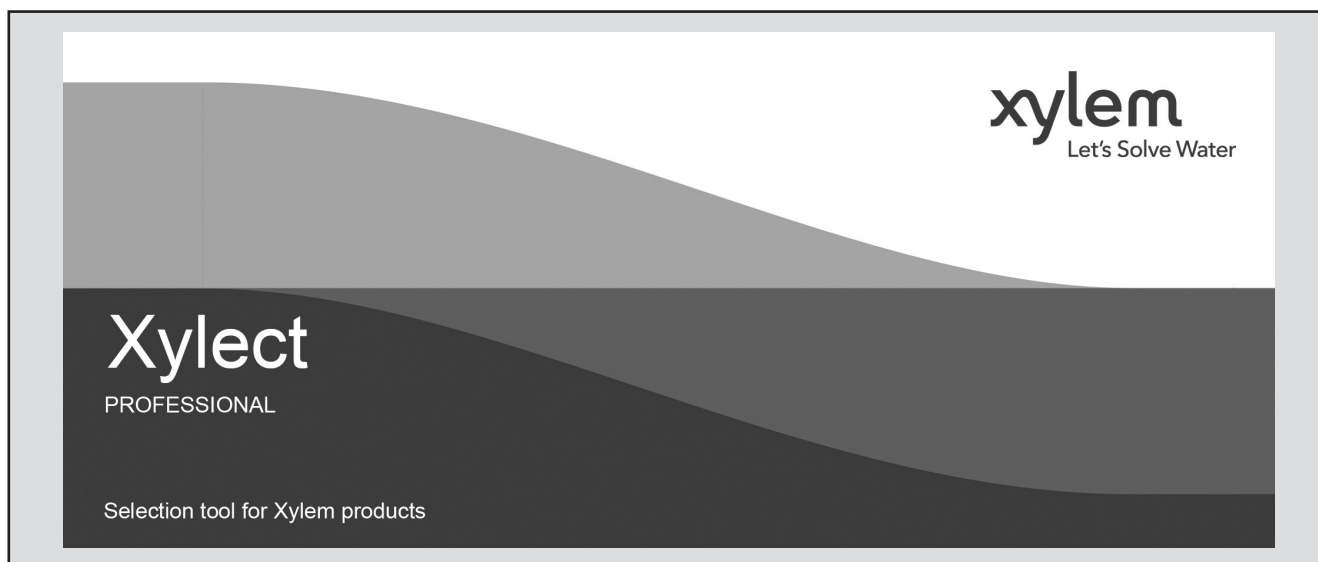 xylem
Let's Solve Water
Xylect
PROFESSIONAL
Selection tool for Xylem products